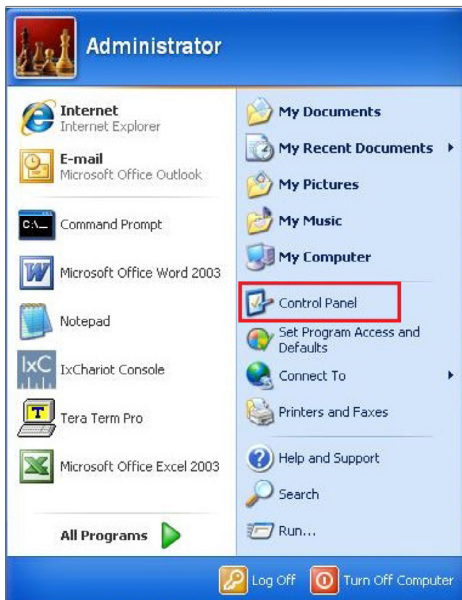 Administrator
Internet
Internet Explorer
E-mail
Microsoft Office Outlook
C:\_
Command Prompt
W
Microsoft Office Word 2003
Notepad
IxC
IxChariot Console
T
Tera Term Pro
X
Microsoft Office Excel 2003
All Programs
My Documents
My Recent Documents
My Pictures
My Music
My Computer
Control Panel
Set Program Access and
Defaults
Connect To
Printers and Faxes
Help and Support
Search
Run...
Log Off
Turn Off Computer